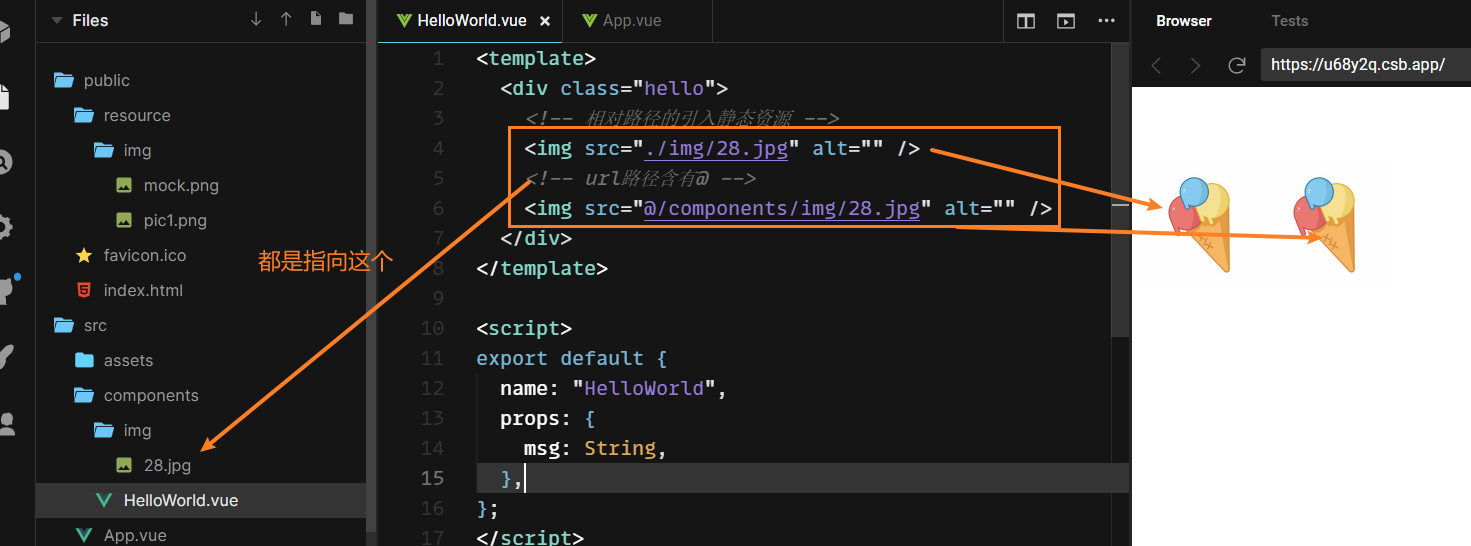 Files
public
resource
img
mock.png
pic1.png
favicon.ico
index.html
src
assets
components
img
28.jpg
HelloWorld.vue
App.vue
都是指向这个
HelloWorld.vue ×
App.vue
1 <template>
2 <div class="hello">
3 <!-- 相对路径的引入静态资源 -->
4 <img src="./img/28.jpg" alt="" />
5 <!-- url路径含有@ -->
6 <img src="@/components/img/28.jpg" alt="" />
7 </div>
8 </template>
9
10 <script>
11 export default {
12 name: "HelloWorld",
13 props: {
14 msg: String,
15 },
16 };
17 </script>
Browser
Tests
https://u68y2q.csb.app/